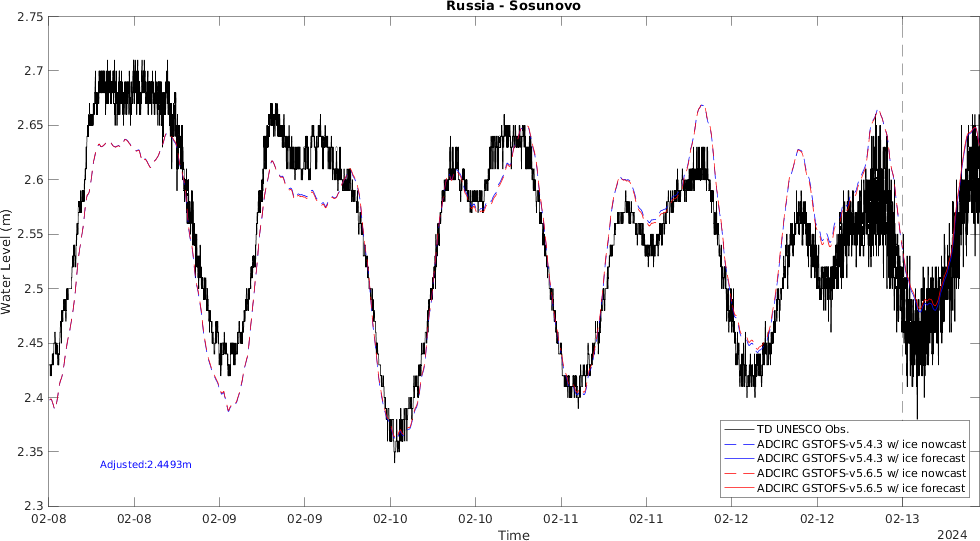 Russia - Sosunovo
2.75
2.7
2.65
2.6
2.55
2.5
2.45
2.4
2.35
2.3
Water Level (m)
Adjusted:2.4493m
TD UNESCO Obs.
ADCIRC GSTOFS-v5.4.3 w/ ice nowcast
ADCIRC GSTOFS-v5.4.3 w/ ice forecast
ADCIRC GSTOFS-v5.6.5 w/ ice nowcast
ADCIRC GSTOFS-v5.6.5 w/ ice forecast
02-08 02-08 02-09 02-09 02-10 02-10 02-11 02-11 02-12 02-12 02-13
Time
2024